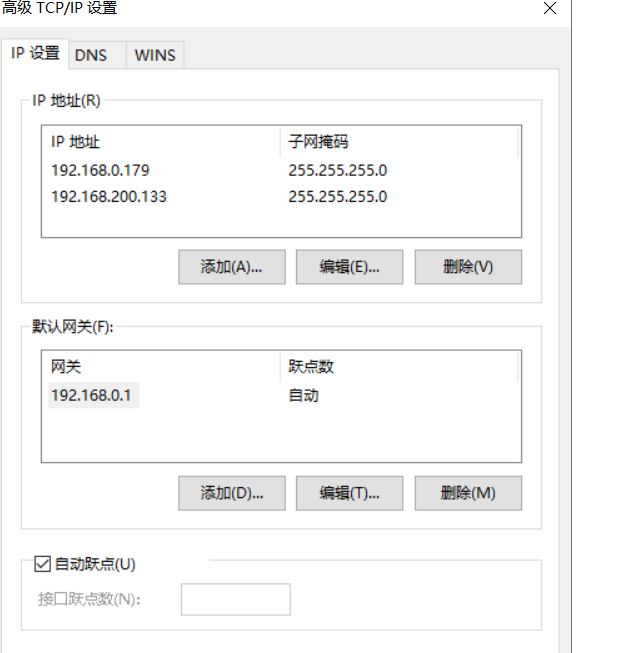 高级 TCP/IP 设置
IP 设置 DNS WINS
IP 地址(R)
IP 地址 子网掩码
192.168.0.179 255.255.255.0
192.168.200.133 255.255.255.0
添加(A)... 编辑(E)... 删除(V)
默认网关(F):
网关 跃点数
192.168.0.1 自动
添加(D)... 编辑(T)... 删除(M)
自动跃点(U)
接口跃点数(N):